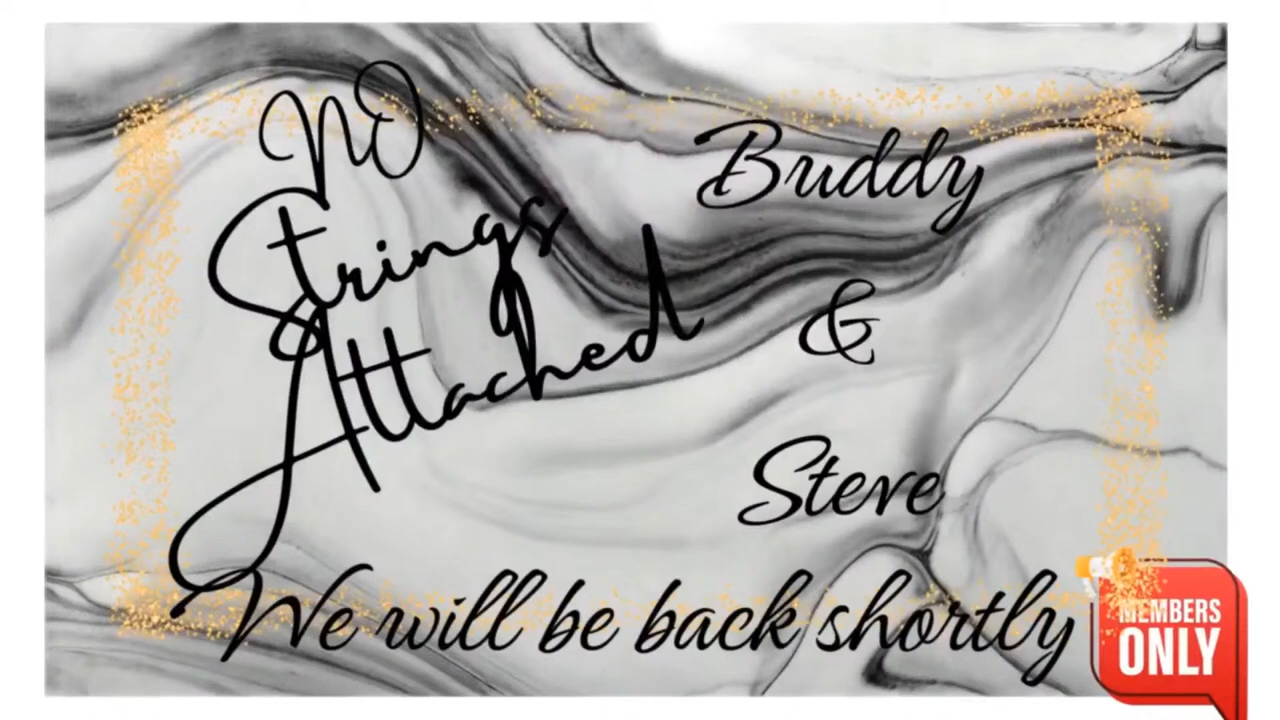 NO
Strings
Attached
Buddy
&
Steve
We will be back shortly
MEMBERS
ONLY